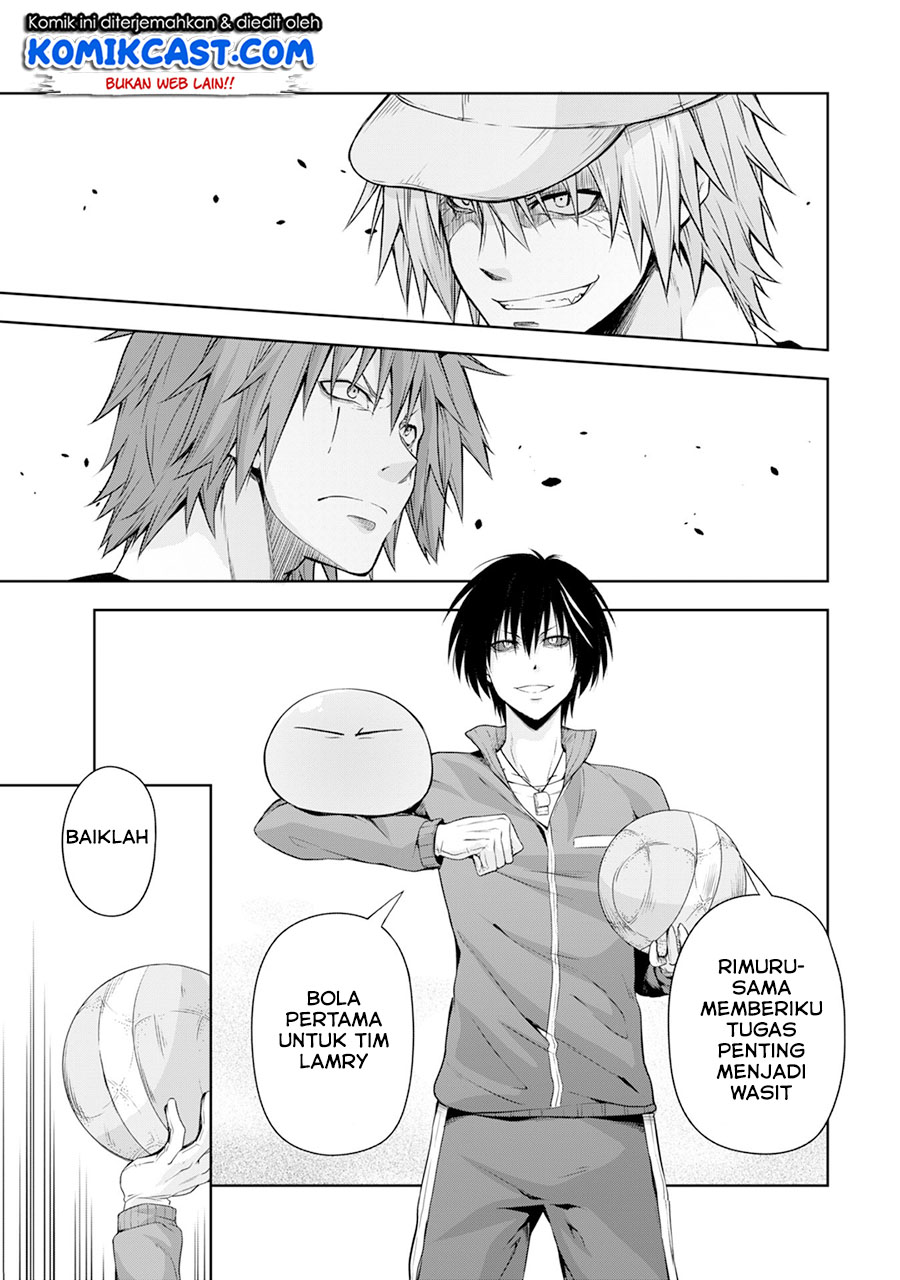 Komik ini diterjemahkan & diedit oleh
KOMIKCAST.COM
BUKAN WEB LAIN!!
RIMURU-
SAMA
MEMBERIKU
TUGAS
PENTING
MENJADI
WASIT
BOLA
PERTAMA
UNTUK TIM
LAMRY
BAIKLAH